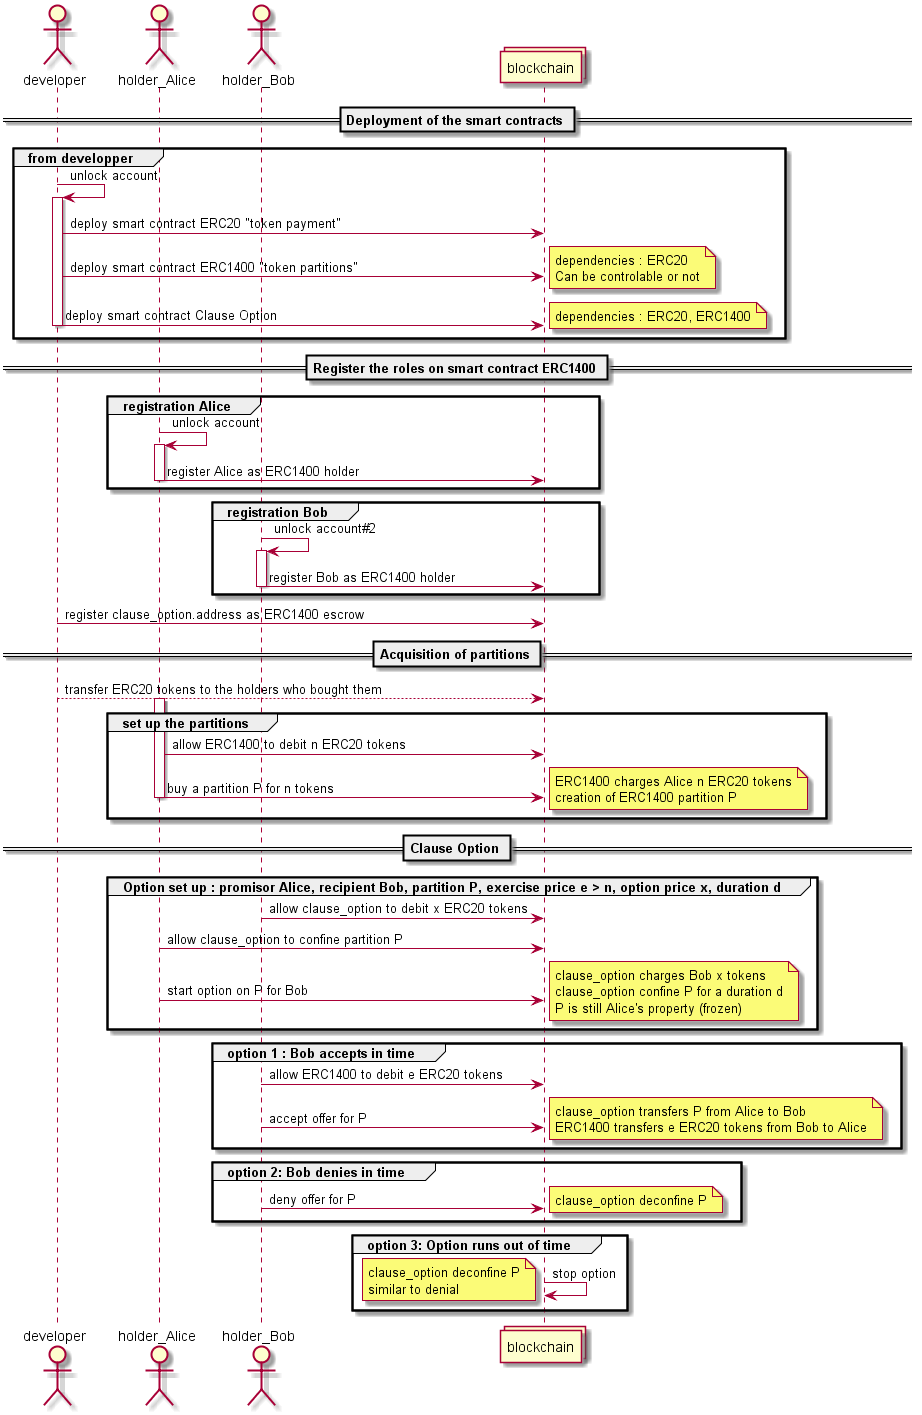 developer
holder_Alice
holder_Bob
blockchain
Deployment of the smart contracts
from developper
unlock account
deploy smart contract ERC20 "token payment"
deploy smart contract ERC1400 "token partitions"
dependencies : ERC20
Can be controlable or not
deploy smart contract Clause Option
dependencies : ERC20, ERC1400
Register the roles on smart contract ERC1400
registration Alice
unlock account
register Alice as ERC1400 holder
registration Bob
unlock account#2
register Bob as ERC1400 holder
register clause_option.address as ERC1400 escrow
Acquisition of partitions
transfer ERC20 tokens to the holders who bought them
set up the partitions
allow ERC1400 to debit n ERC20 tokens
buy a partition P for n tokens
ERC1400 charges Alice n ERC20 tokens
creation of ERC1400 partition P
Clause Option
Option set up : promisor Alice, recipient Bob, partition P, exercise price e > n, option price x, duration d
allow clause_option to debit x ERC20 tokens
allow clause_option to confine partition P
start option on P for Bob
clause_option charges Bob x tokens
clause_option confine P for a duration d
P is still Alice's property (frozen)
option 1 : Bob accepts in time
allow ERC1400 to debit e ERC20 tokens
accept offer for P
clause_option transfers P from Alice to Bob
ERC1400 transfers e ERC20 tokens from Bob to Alice
option 2: Bob denies in time
deny offer for P
clause_option deconfine P
option 3: Option runs out of time
clause_option deconfine P
similar to denial
stop option
developer
holder_Alice
holder_Bob
blockchain